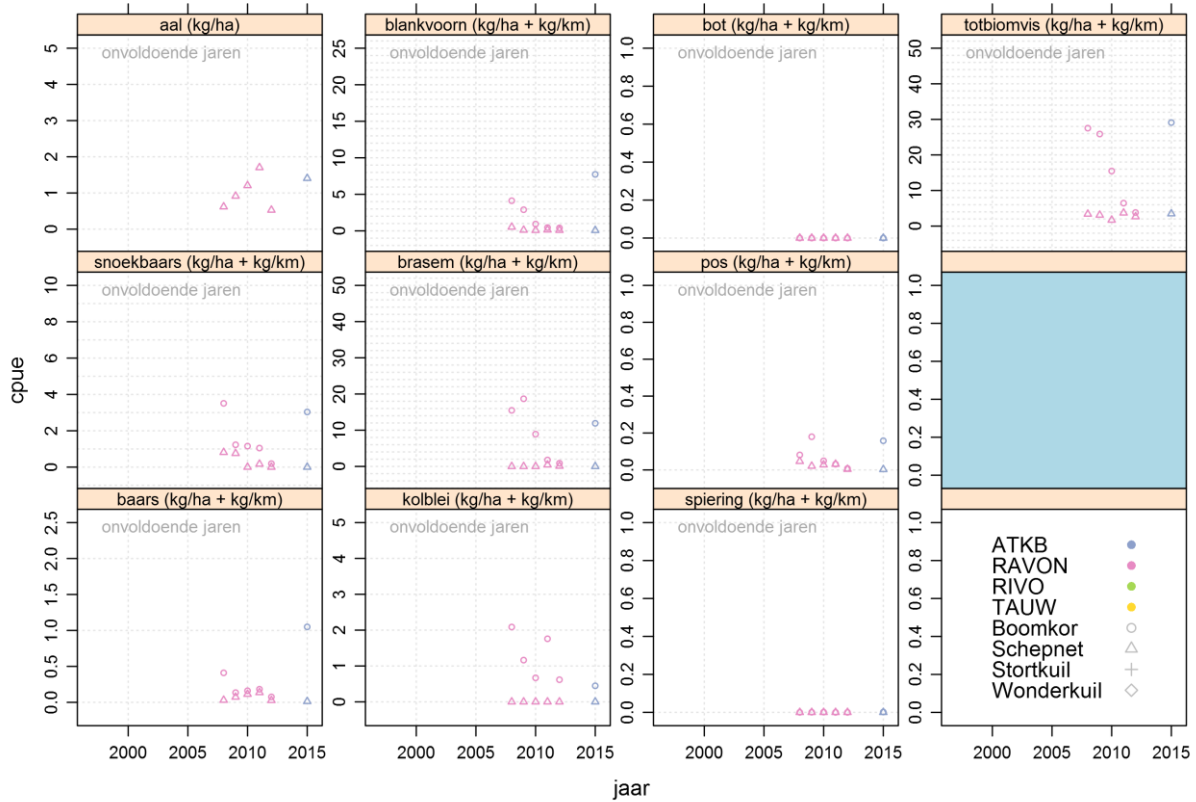 aal (kg/ha)
blankvoorn (kg/ha + kg/km)
bot (kg/ha + kg/km)
totbiomvis (kg/ha + kg/km)
onvoldoende jaren
onvoldoende jaren
onvoldoende jaren
onvoldoende jaren
5
4
3
2
1
0
25
20
15
10
5
0
1.0
0.8
0.6
0.4
0.2
0.0
50
40
30
20
10
0
snoekbaars (kg/ha + kg/km)
brasem (kg/ha + kg/km)
pos (kg/ha + kg/km)
onvoldoende jaren
onvoldoende jaren
onvoldoende jaren
10
8
6
4
2
0
50
40
30
20
10
0
1.0
0.8
0.6
0.4
0.2
0.0
1.0
0.8
0.6
0.4
0.2
0.0
cpue
baars (kg/ha + kg/km)
kolblei (kg/ha + kg/km)
spiering (kg/ha + kg/km)
onvoldoende jaren
onvoldoende jaren
onvoldoende jaren
2.5
2.0
1.5
1.0
0.5
0.0
5
4
3
2
1
0
1.0
0.8
0.6
0.4
0.2
0.0
1.0
0.8
0.6
0.4
0.2
0.0
ATKB
RAVON
RIVO
TAUW
Boomkor
Schepnet
Stortkuil
Wonderkuil
2000 2005 2010 2015
2000 2005 2010 2015
2000 2005 2010 2015
2000 2005 2010 2015
jaar